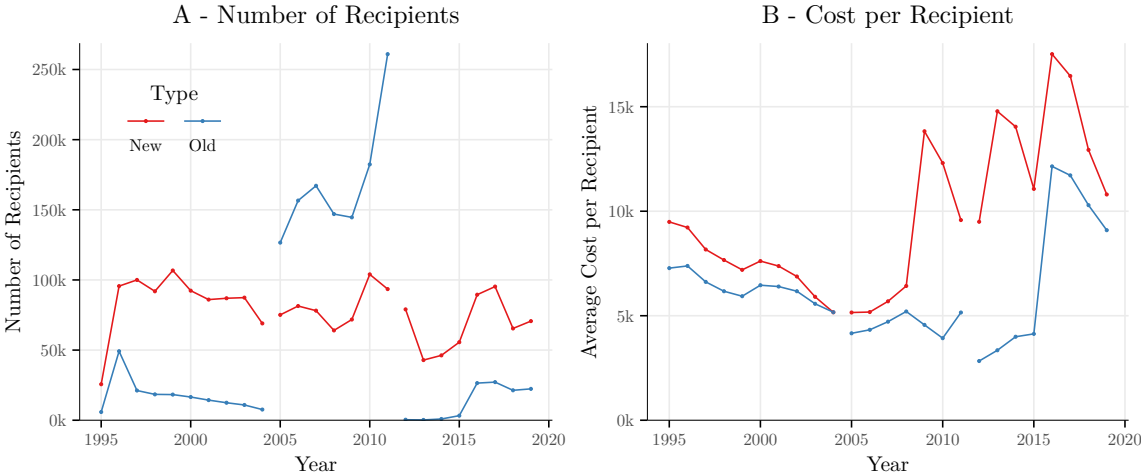 A - Number of Recipients
Number of Recipients
250k
200k
150k
100k
50k
0k
Type
New Old
1995 2000 2005 2010 2015 2020
Year
B - Cost per Recipient
Average Cost per Recipient
15k
10k
5k
0k
1995 2000 2005 2010 2015 2020
Year